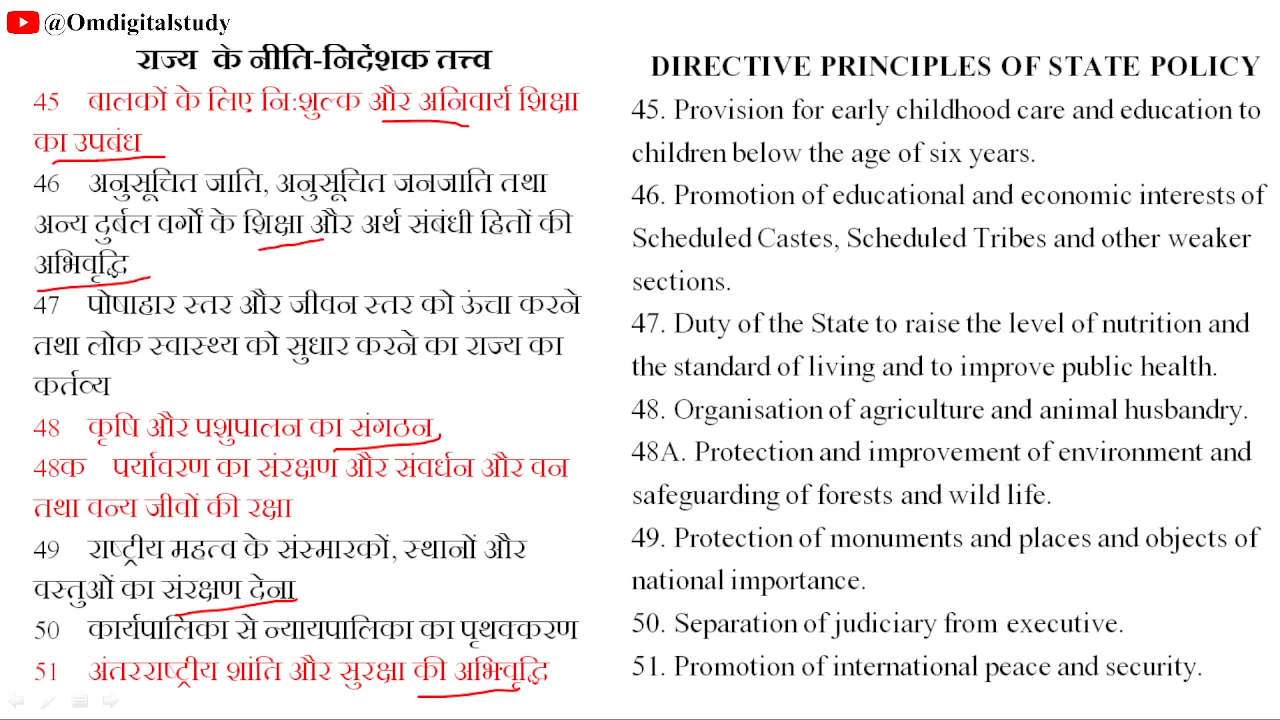 @Omdigitalstudy
राज्य के नीति-निर्देशक तत्त्व
45 बालकों के लिए नि:शुल्क और अनिवार्य शिक्षा
का उपबंध
46 अनुसूचित जाति, अनुसूचित जनजाति तथा
अन्य दुर्बल वर्गों के शिक्षा और अर्थ संबंधी हितों की
अभिवृद्धि
47 पोषाहार स्तर और जीवन स्तर को ऊंचा करने
तथा लोक स्वास्थ्य को सुधार करने का राज्य का
कर्तव्य
48 कृषि और पशुपालन का संगठन
48क पर्यावरण का संरक्षण और संवर्धन और वन
तथा वन्य जीवों की रक्षा
49 राष्ट्रीय महत्व के संस्मारकों, स्थानों और
वस्तुओं का संरक्षण देना
50 कार्यपालिका से न्यायपालिका का पृथक्करण
51 अंतरराष्ट्रीय शांति और सुरक्षा की अभिवृद्धि
DIRECTIVE PRINCIPLES OF STATE POLICY
45. Provision for early childhood care and education to
children below the age of six years.
46. Promotion of educational and economic interests of
Scheduled Castes, Scheduled Tribes and other weaker
sections.
47. Duty of the State to raise the level of nutrition and
the standard of living and to improve public health.
48. Organisation of agriculture and animal husbandry.
48A. Protection and improvement of environment and
safeguarding of forests and wild life.
49. Protection of monuments and places and objects of
national importance.
50. Separation of judiciary from executive.
51. Promotion of international peace and security.